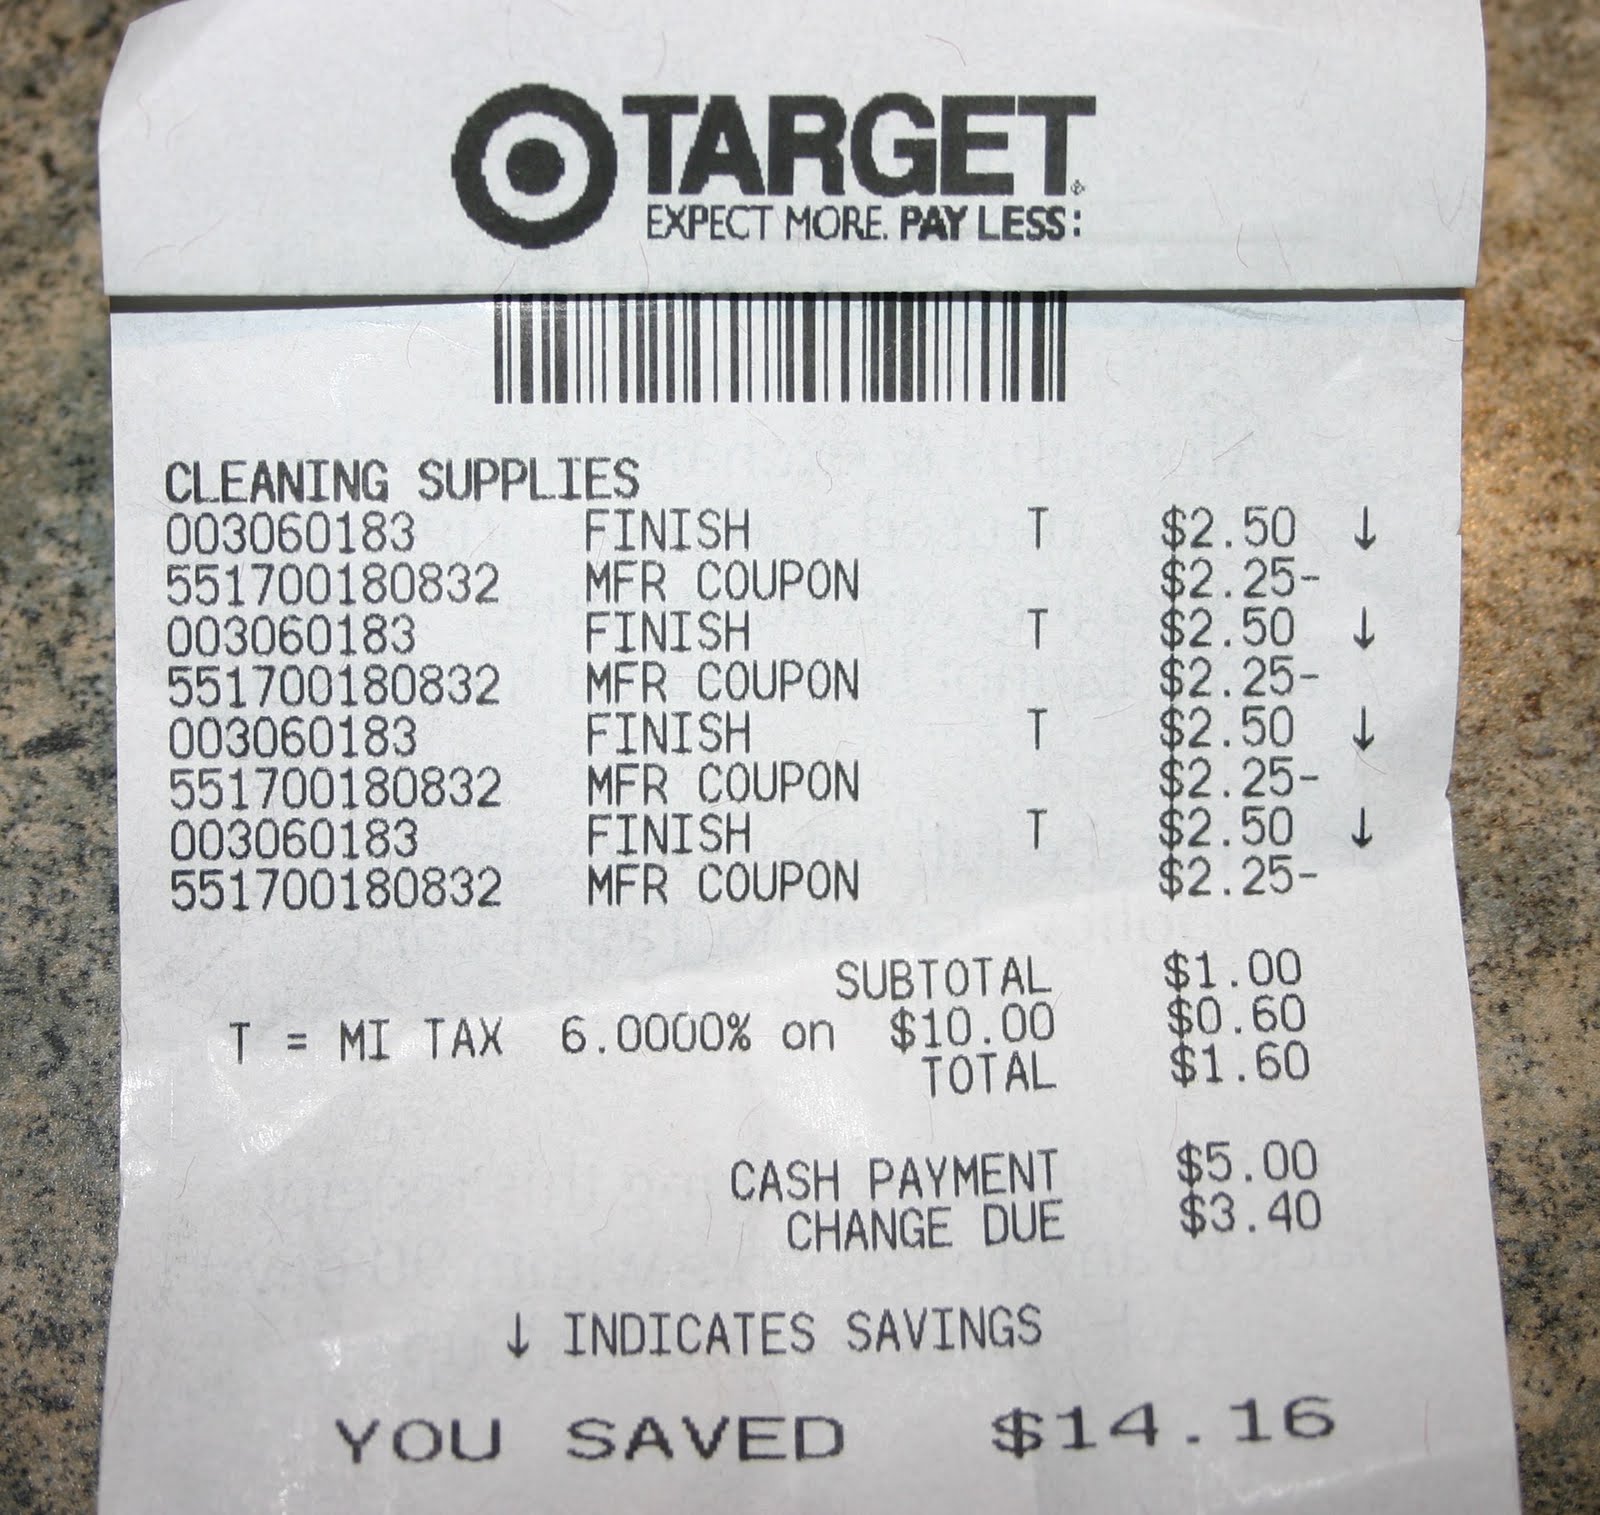 TARGET
EXPECT MORE. PAY LESS:
CLEANING SUPPLIES
003060183 FINISH T $2.50 ↓
551700180832 MFR COUPON $2.25-
003060183 FINISH T $2.50 ↓
551700180832 MFR COUPON $2.25-
003060183 FINISH T $2.50 ↓
551700180832 MFR COUPON $2.25-
003060183 FINISH T $2.50 ↓
551700180832 MFR COUPON $2.25-
SUBTOTAL $1.00
T = MI TAX 6.0000% on $10.00 $0.60
TOTAL $1.60
CASH PAYMENT $5.00
CHANGE DUE $3.40
↓ INDICATES SAVINGS
YOU SAVED $14.16